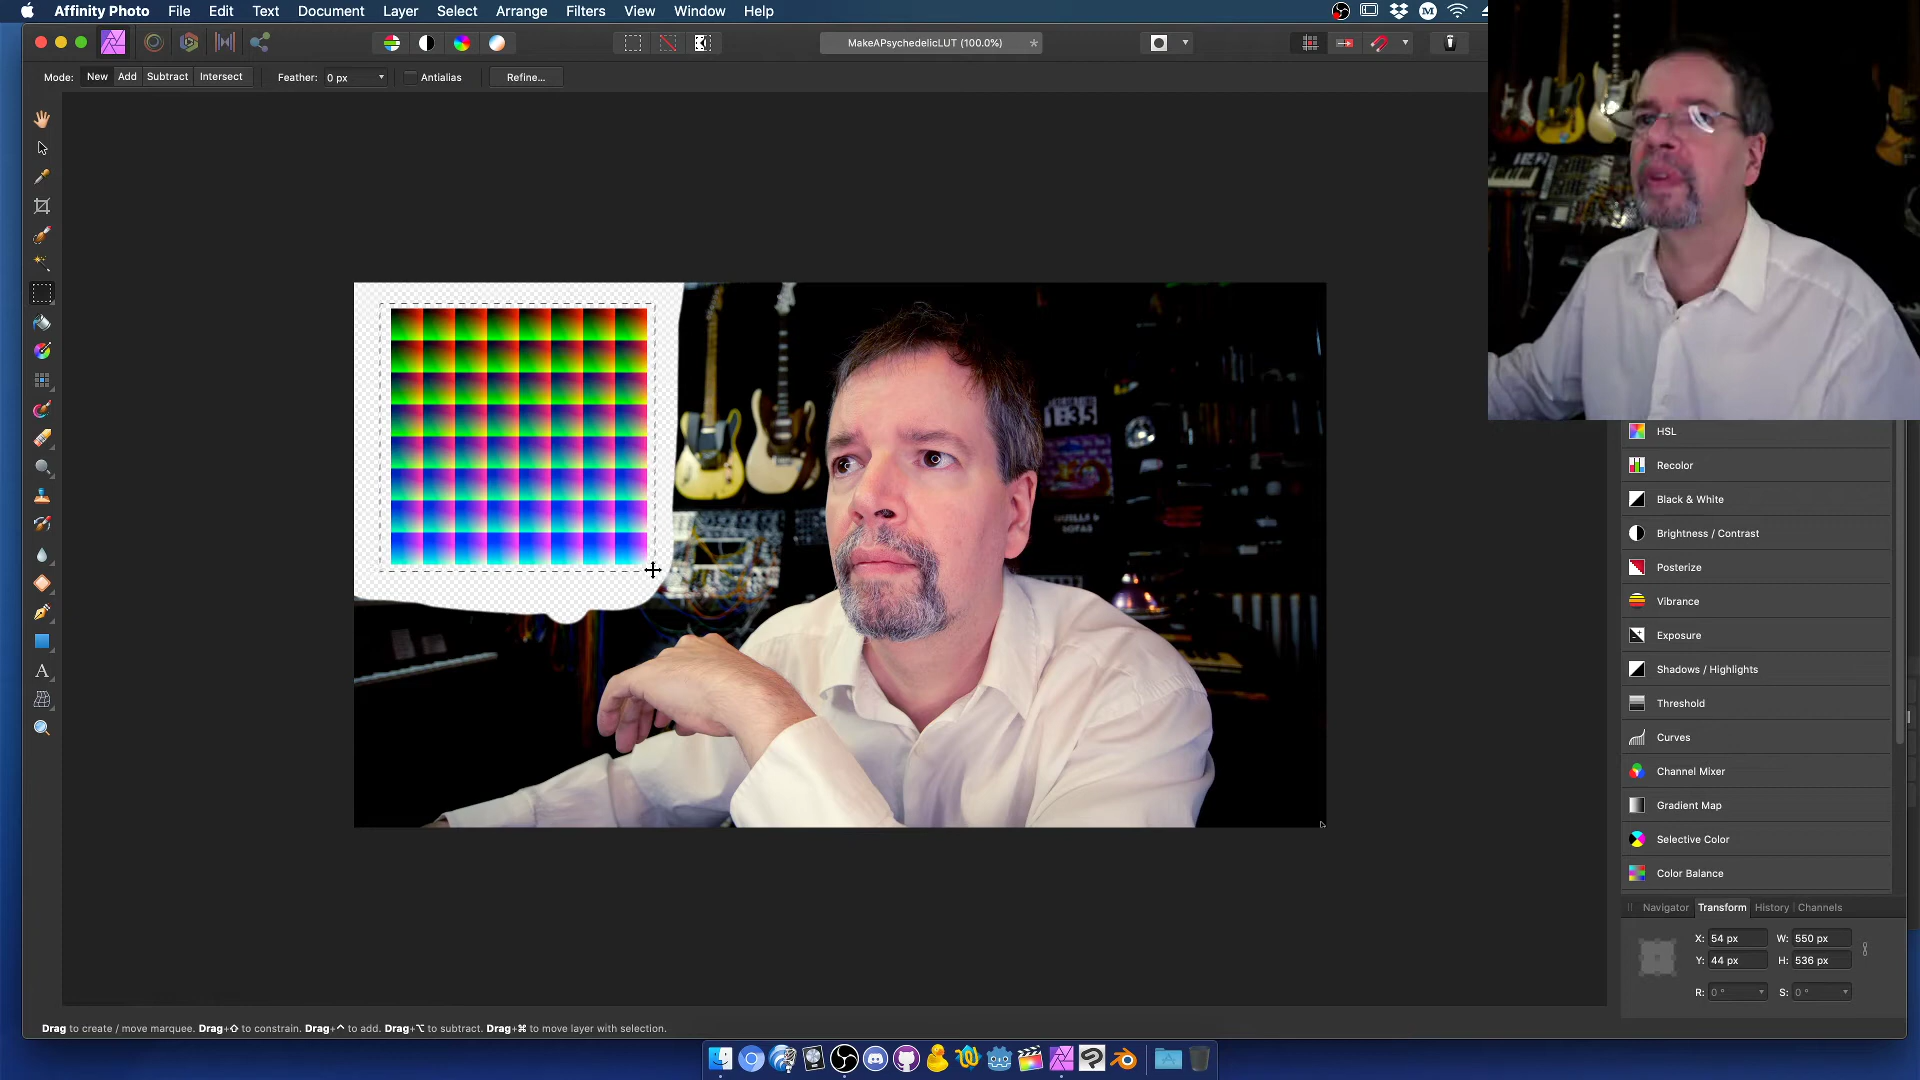 Affinity Photo File Edit Text Document Layer Select Arrange Filters View Window Help
MakeAPsychedelicLUT (100.0%)
Mode: New Add Subtract Intersect Feather: 0 px Antialias Refine...
HSL
Recolor
Black & White
Brightness / Contrast
Posterize
Vibrance
Exposure
Shadows / Highlights
Threshold
Curves
Channel Mixer
Gradient Map
Selective Color
Color Balance
Navigator Transform History Channels
X: 54 px W: 550 px
Y: 44 px H: 536 px
R: 0 ° S: 0 °
Drag to create / move marquee. Drag+⇧ to constrain. Drag+^ to add. Drag+⌥ to subtract. Drag+⌘ to move layer with selection.